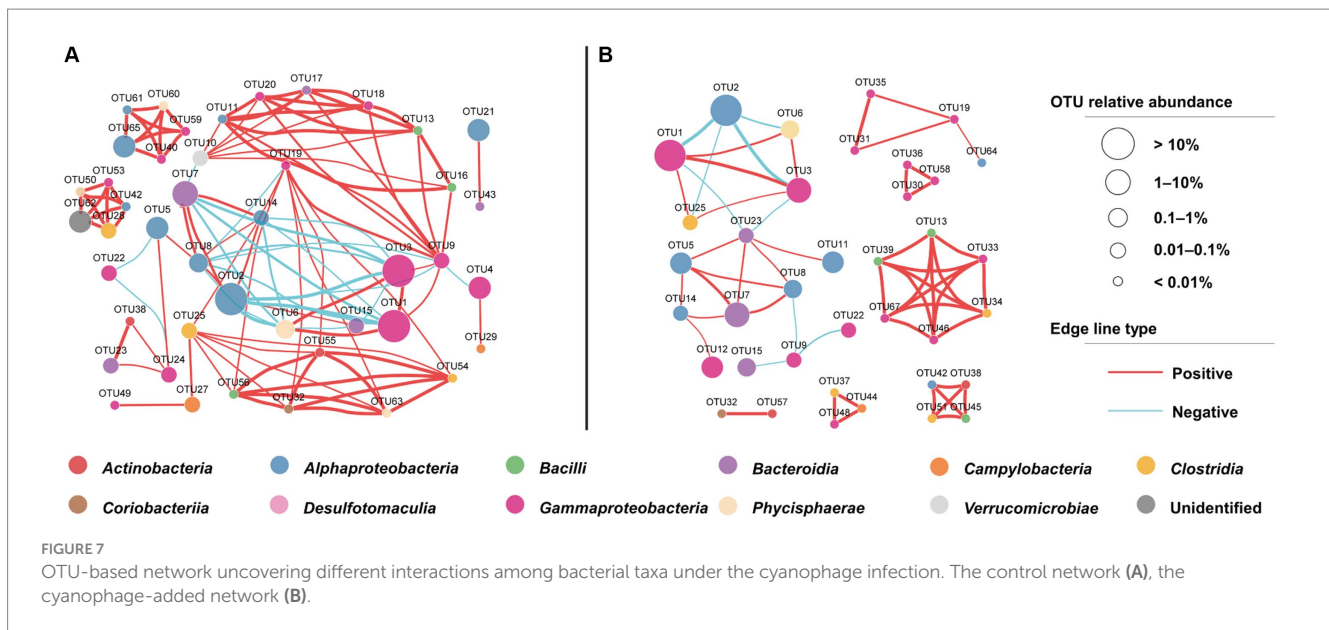 A
B
OTU61
OTU60
OTU65
OTU59
OTU40
OTU11
OTU20
OTU17
OTU18
OTU13
OTU10
OTU19
OTU16
OTU21
OTU43
OTU53
OTU50
OTU42
OTU62
OTU28
OTU7
OTU5
OTU14
OTU8
OTU22
OTU2
OTU3
OTU9
OTU4
OTU6
OTU15
OTU1
OTU25
OTU38
OTU23
OTU24
OTU55
OTU29
OTU49
OTU27
OTU56
OTU32
OTU63
OTU54
OTU2
OTU1
OTU6
OTU3
OTU25
OTU23
OTU5
OTU11
OTU8
OTU14
OTU7
OTU22
OTU12
OTU15
OTU9
OTU35
OTU19
OTU31
OTU64
OTU36
OTU58
OTU30
OTU13
OTU39
OTU33
OTU67
OTU34
OTU46
OTU32
OTU57
OTU37
OTU44
OTU48
OTU42
OTU38
OTU51
OTU45
OTU relative abundance
> 10%
1–10%
0.1–1%
0.01–0.1%
< 0.01%
Edge line type
Positive
Negative
Actinobacteria
Alphaproteobacteria
Bacilli
Bacteroidia
Campylobacteria
Clostridia
Coriobacteriia
Desulfotomaculia
Gammaproteobacteria
Phycisphaerae
Verrucomicrobiae
Unidentified
FIGURE 7
OTU-based network uncovering different interactions among bacterial taxa under the cyanophage infection. The control network (A), the
cyanophage-added network (B).